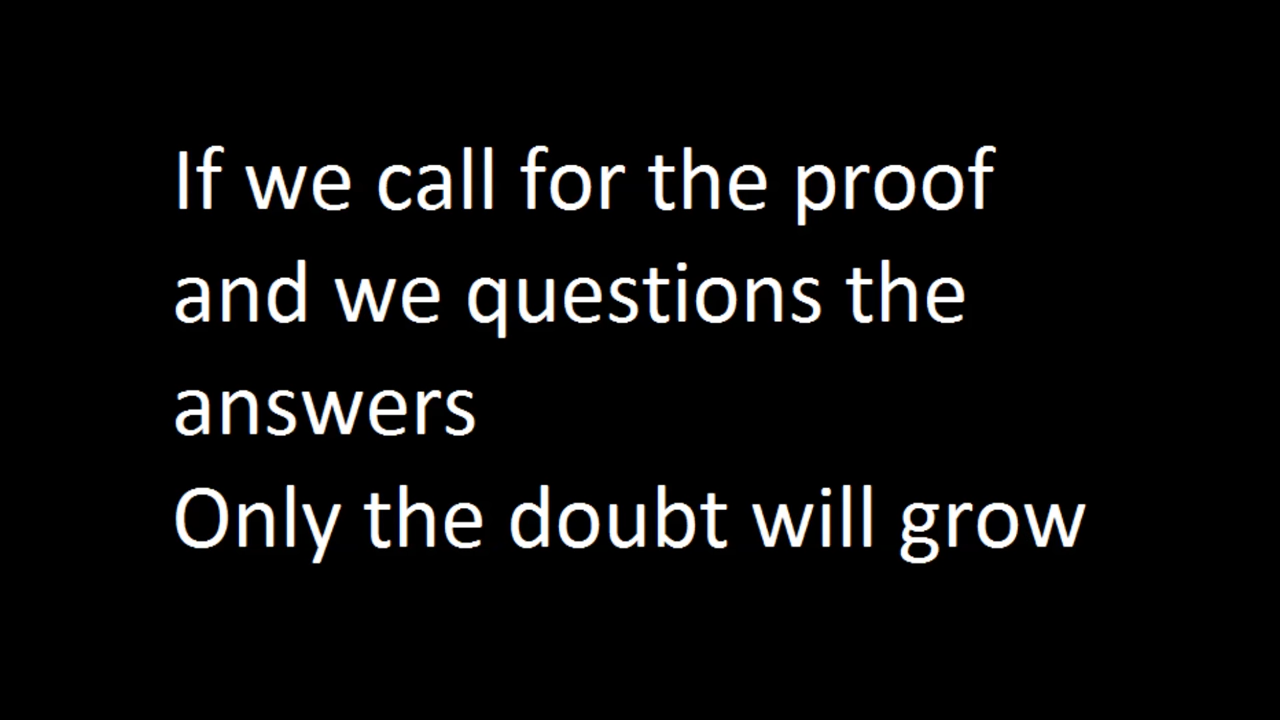 If we call for the proof
and we questions the
answers
Only the doubt will grow